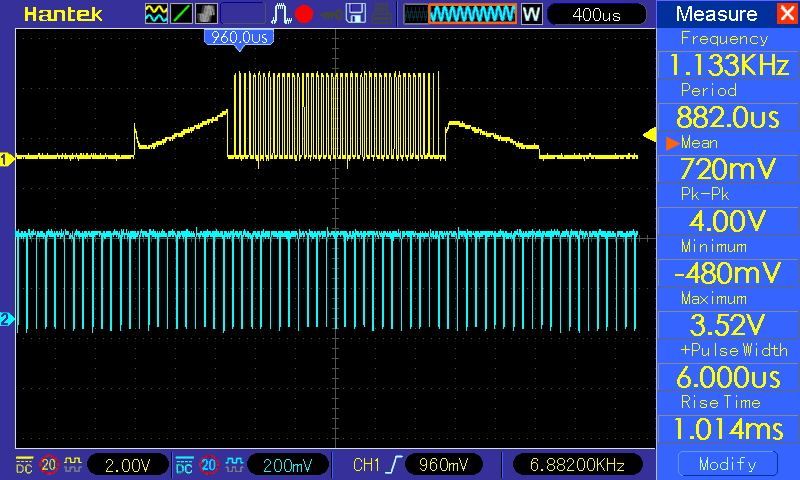 Hantek
W
400us
Measure
960.0us
Frequency
1.133KHz
Period
882.0us
Mean
720mV
Pk-Pk
4.00V
Minimum
-480mV
Maximum
3.52V
+Pulse Width
6.000us
Rise Time
1.014ms
Modify
1
2
DC 20 2.00V DC 20 200mV CH1 960mV 6.88200KHz